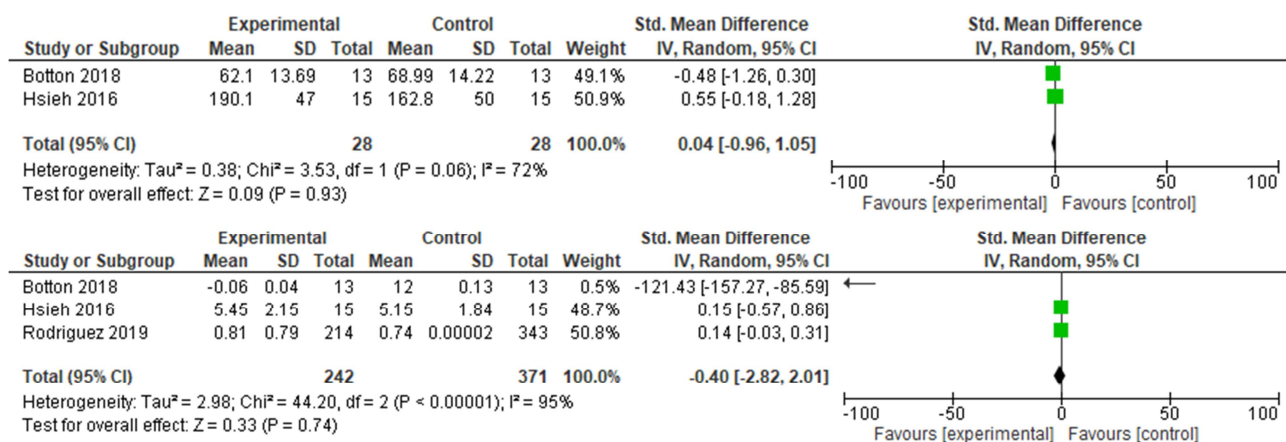 Experimental Control Std. Mean Difference Std. Mean Difference
Study or Subgroup Mean SD Total Mean SD Total Weight IV, Random, 95% CI IV, Random, 95% CI
Botton 2018 62.1 13.69 13 68.99 14.22 13 49.1% -0.48 [-1.26, 0.30]
Hsieh 2016 190.1 47 15 162.8 50 15 50.9% 0.55 [-0.18, 1.28]
Total (95% CI) 28 28 100.0% 0.04 [-0.96, 1.05]
Heterogeneity: Tau² = 0.38; Chi² = 3.53, df = 1 (P = 0.06); I² = 72%
Test for overall effect: Z = 0.09 (P = 0.93)
-100 -50 0 50 100
Favours [experimental] Favours [control]
Experimental Control Std. Mean Difference Std. Mean Difference
Study or Subgroup Mean SD Total Mean SD Total Weight IV, Random, 95% CI IV, Random, 95% CI
Botton 2018 -0.06 0.04 13 12 0.13 13 0.5% -121.43 [-157.27, -85.59]
Hsieh 2016 5.45 2.15 15 5.15 1.84 15 48.7% 0.15 [-0.57, 0.86]
Rodriguez 2019 0.81 0.79 214 0.74 0.00002 343 50.8% 0.14 [-0.03, 0.31]
Total (95% CI) 242 371 100.0% -0.40 [-2.82, 2.01]
Heterogeneity: Tau² = 2.98; Chi² = 44.20, df = 2 (P < 0.00001); I² = 95%
Test for overall effect: Z = 0.33 (P = 0.74)
-100 -50 0 50 100
Favours [experimental] Favours [control]